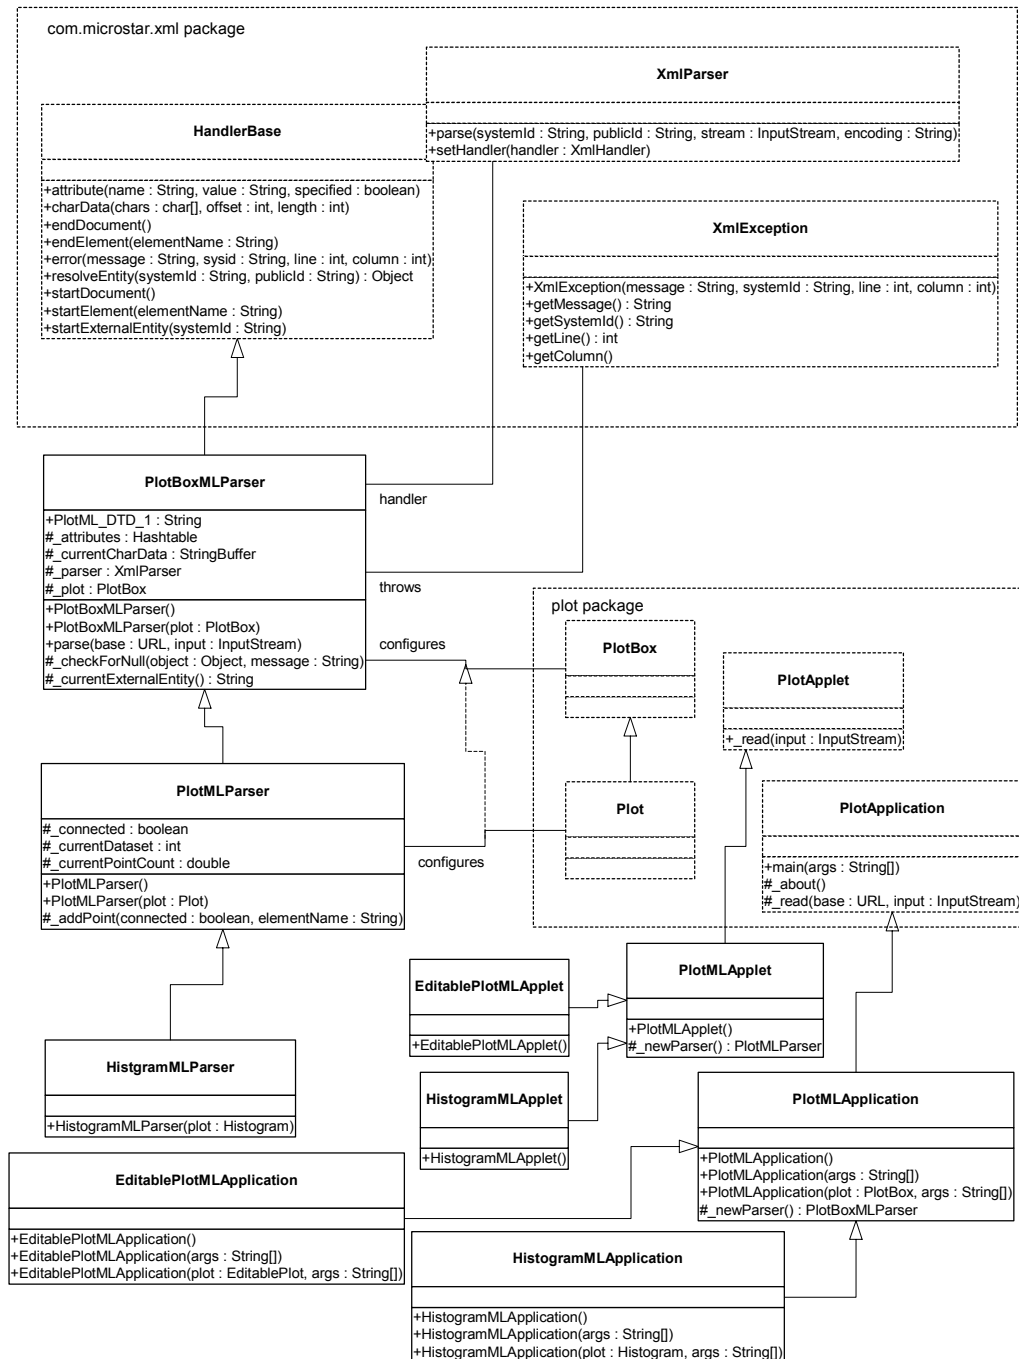 com.microstar.xml package
XmlParser
+parse(systemId : String, publicId : String, stream : InputStream, encoding : String)
+setHandler(handler : XmlHandler)
HandlerBase
+attribute(name : String, value : String, specified : boolean)
+charData(chars : char[], offset : int, length : int)
+endDocument()
+endElement(elementName : String)
+error(message : String, sysid : String, line : int, column : int)
+resolveEntity(systemId : String, publicId : String) : Object
+startDocument()
+startElement(elementName : String)
+startExternalEntity(systemId : String)
XmlException
+XmlException(message : String, systemId : String, line : int, column : int)
+getMessage() : String
+getSystemId() : String
+getLine() : int
+getColumn()
PlotBoxMLParser
+PlotML_DTD_1 : String
#_attributes : Hashtable
#_currentCharData : StringBuffer
#_parser : XmlParser
#_plot : PlotBox
+PlotBoxMLParser()
+PlotBoxMLParser(plot : PlotBox)
+parse(base : URL, input : InputStream)
#_checkForNull(object : Object, message : String)
#_currentExternalEntity() : String
handler
throws
configures
plot package
PlotBox
PlotApplet
+_read(input : InputStream)
Plot
PlotApplication
+main(args : String[])
#_about()
#_read(base : URL, input : InputStream)
PlotMLParser
#_connected : boolean
#_currentDataset : int
#_currentPointCount : double
+PlotMLParser()
+PlotMLParser(plot : Plot)
#_addPoint(connected : boolean, elementName : String)
configures
EditablePlotMLApplet
+EditablePlotMLApplet()
PlotMLApplet
+PlotMLApplet()
#_newParser() : PlotMLParser
HistgramMLParser
+HistogramMLParser(plot : Histogram)
HistogramMLApplet
+HistogramMLApplet()
PlotMLApplication
+PlotMLApplication()
+PlotMLApplication(args : String[])
+PlotMLApplication(plot : PlotBox, args : String[])
#_newParser() : PlotBoxMLParser
EditablePlotMLApplication
+EditablePlotMLApplication()
+EditablePlotMLApplication(args : String[])
+EditablePlotMLApplication(plot : EditablePlot, args : String[])
HistogramMLApplication
+HistogramMLApplication()
+HistogramMLApplication(args : String[])
+HistogramMLApplication(plot : Histogram, args : String[])